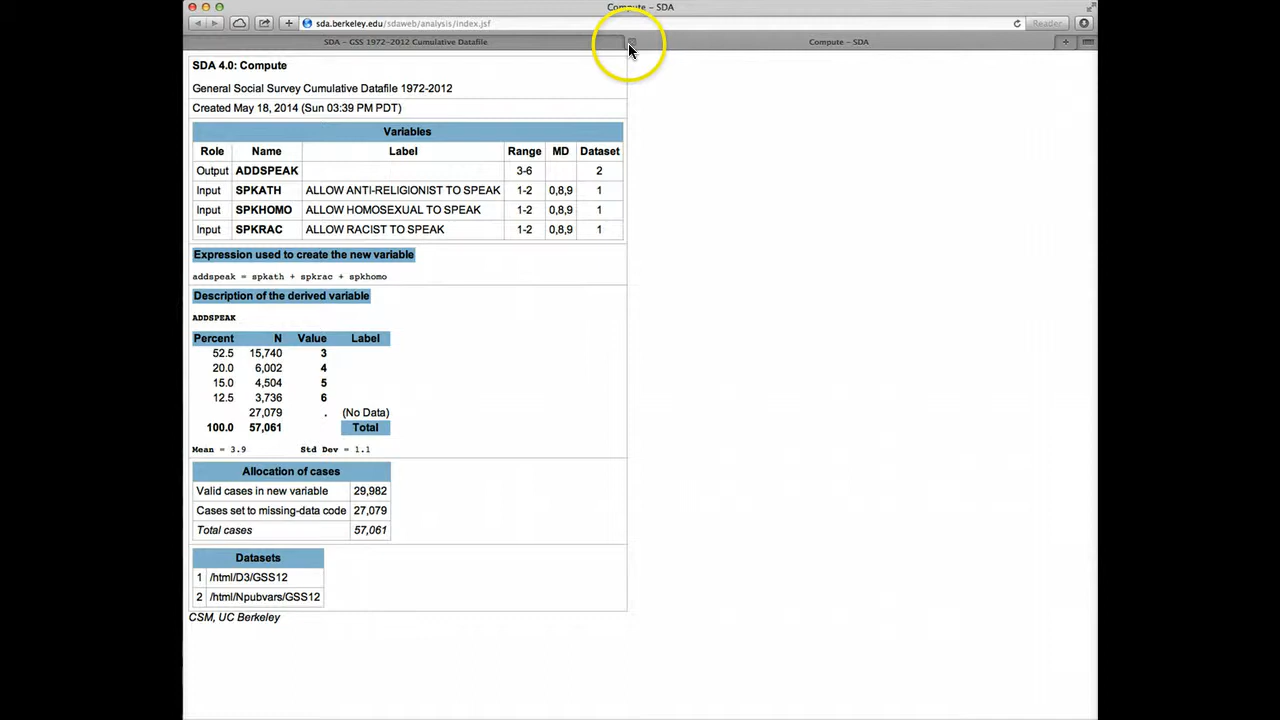 Compute – SDA
sda.berkeley.edu/sdaweb/analysis/index.jsf
Reader
SDA – GSS 1972–2012 Cumulative Datafile
Compute – SDA
SDA 4.0: Compute
General Social Survey Cumulative Datafile 1972-2012
Created May 18, 2014 (Sun 03:39 PM PDT)
Variables
Role Name Label Range MD Dataset
Output ADDSPEAK 3-6 2
Input SPKATH ALLOW ANTI-RELIGIONIST TO SPEAK 1-2 0,8,9 1
Input SPKHOMO ALLOW HOMOSEXUAL TO SPEAK 1-2 0,8,9 1
Input SPKRAC ALLOW RACIST TO SPEAK 1-2 0,8,9 1
Expression used to create the new variable
addspeak = spkath + spkrac + spkhomo
Description of the derived variable
ADDSPEAK
Percent N Value Label
52.5 15,740 3
20.0 6,002 4
15.0 4,504 5
12.5 3,736 6
27,079 . (No Data)
100.0 57,061 Total
Mean = 3.9 Std Dev = 1.1
Allocation of cases
Valid cases in new variable 29,982
Cases set to missing-data code 27,079
Total cases 57,061
Datasets
1 /html/D3/GSS12
2 /html/Npubvars/GSS12
CSM, UC Berkeley